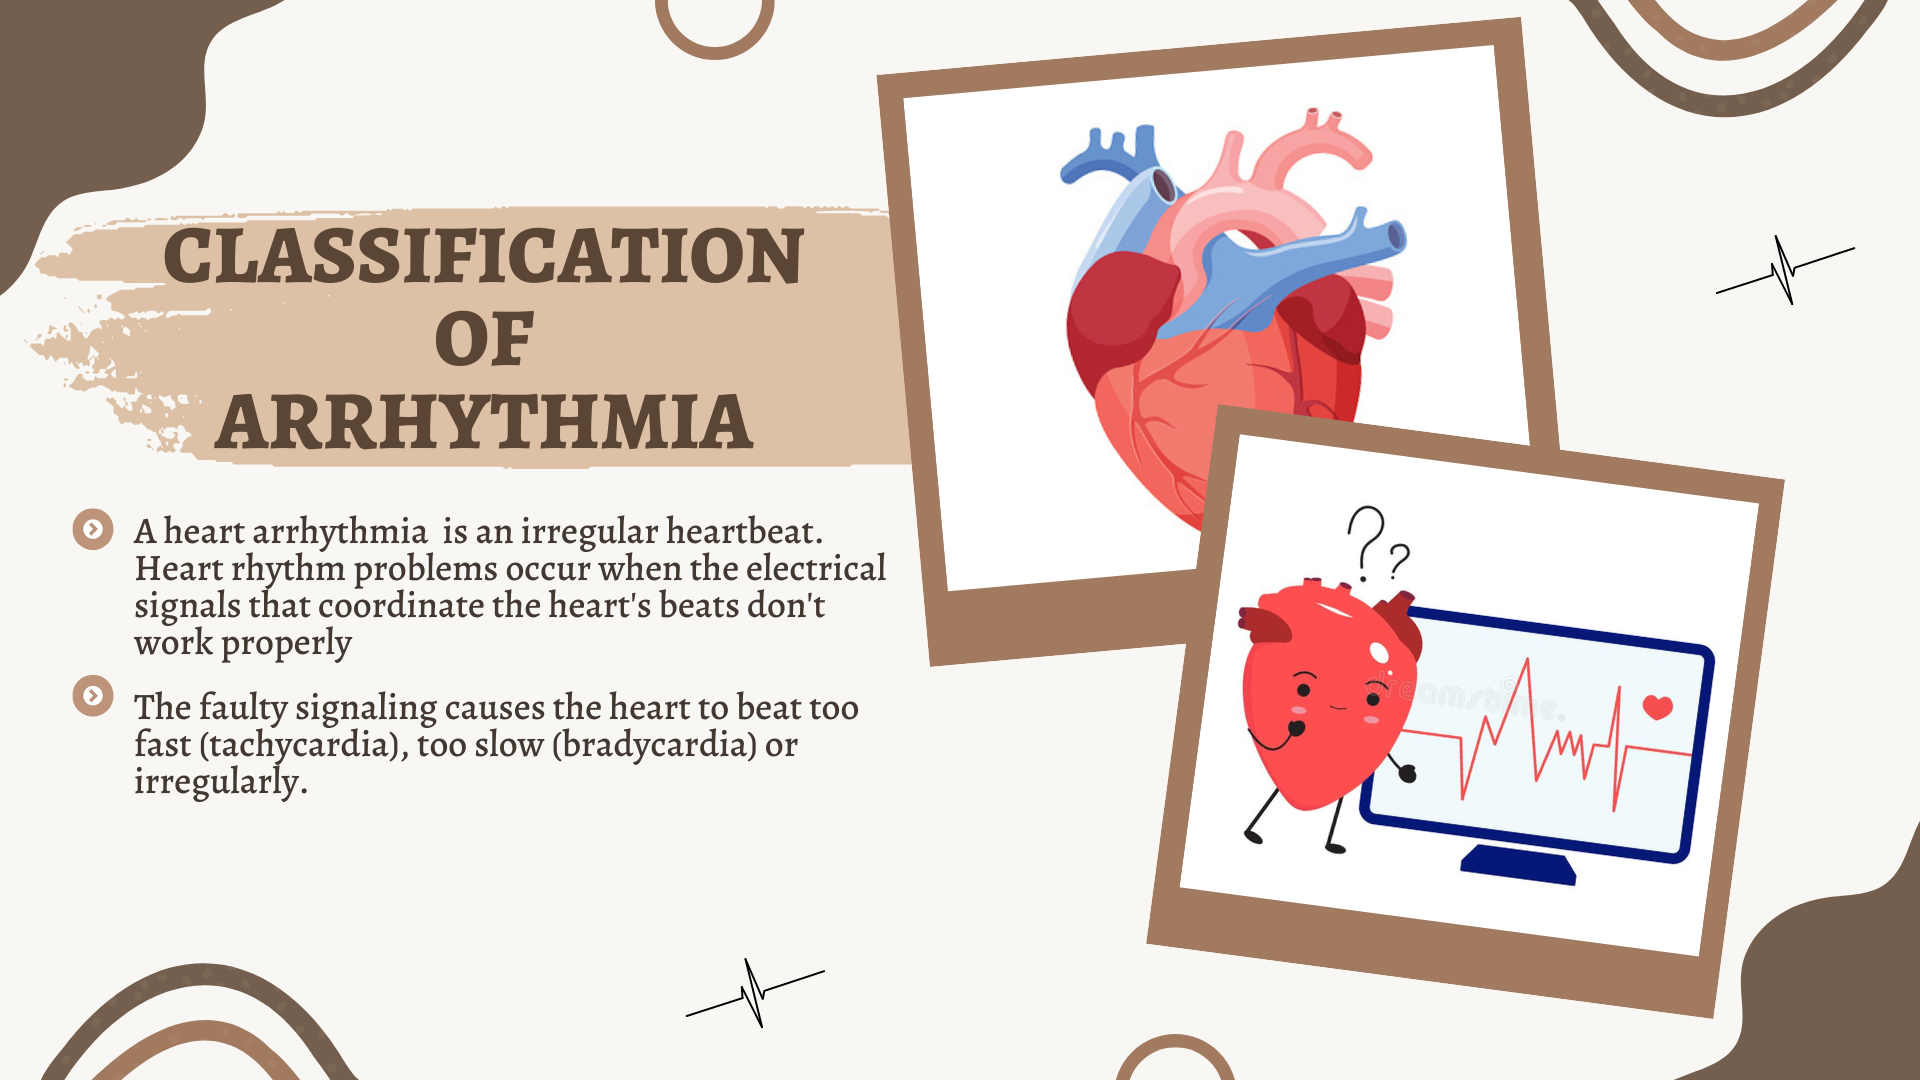 CLASSIFICATION
OF
ARRHYTHMIA
A heart arrhythmia  is an irregular heartbeat.
Heart rhythm problems occur when the electrical
signals that coordinate the heart's beats don't
work properly
The faulty signaling causes the heart to beat too
fast (tachycardia), too slow (bradycardia) or
irregularly.
? ?
dreamstime.